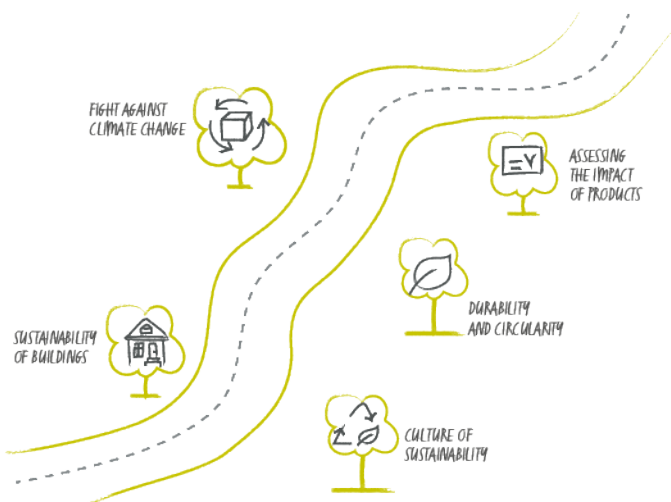 FIGHT AGAINST
CLIMATE CHANGE
ASSESSING
THE IMPACT
OF PRODUCTS
DURABILITY
AND CIRCULARITY
SUSTAINABILITY
OF BUILDINGS
CULTURE OF
SUSTAINABILITY